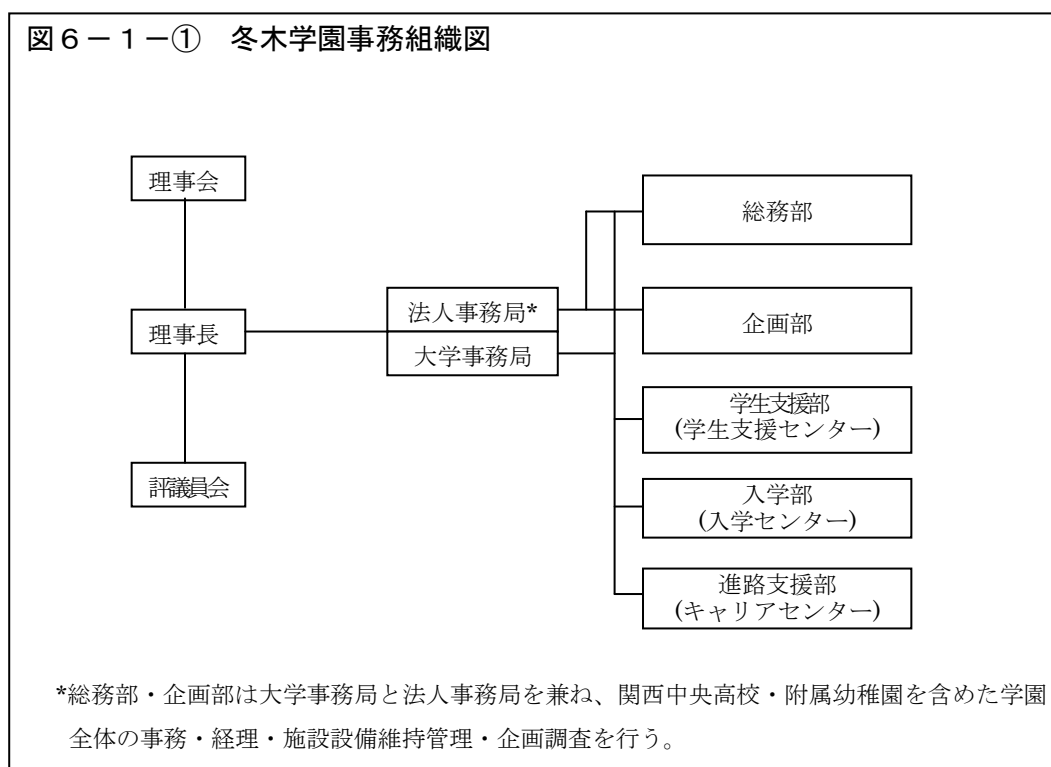 図6－1－① 冬木学園事務組織図
理事会
理事長
評議員会
法人事務局*
大学事務局
総務部
企画部
学生支援部
(学生支援センター)
入学部
(入学センター)
進路支援部
(キャリアセンター)
*総務部・企画部は大学事務局と法人事務局を兼ね、関西中央高校・附属幼稚園を含めた学園
全体の事務・経理・施設設備維持管理・企画調査を行う。